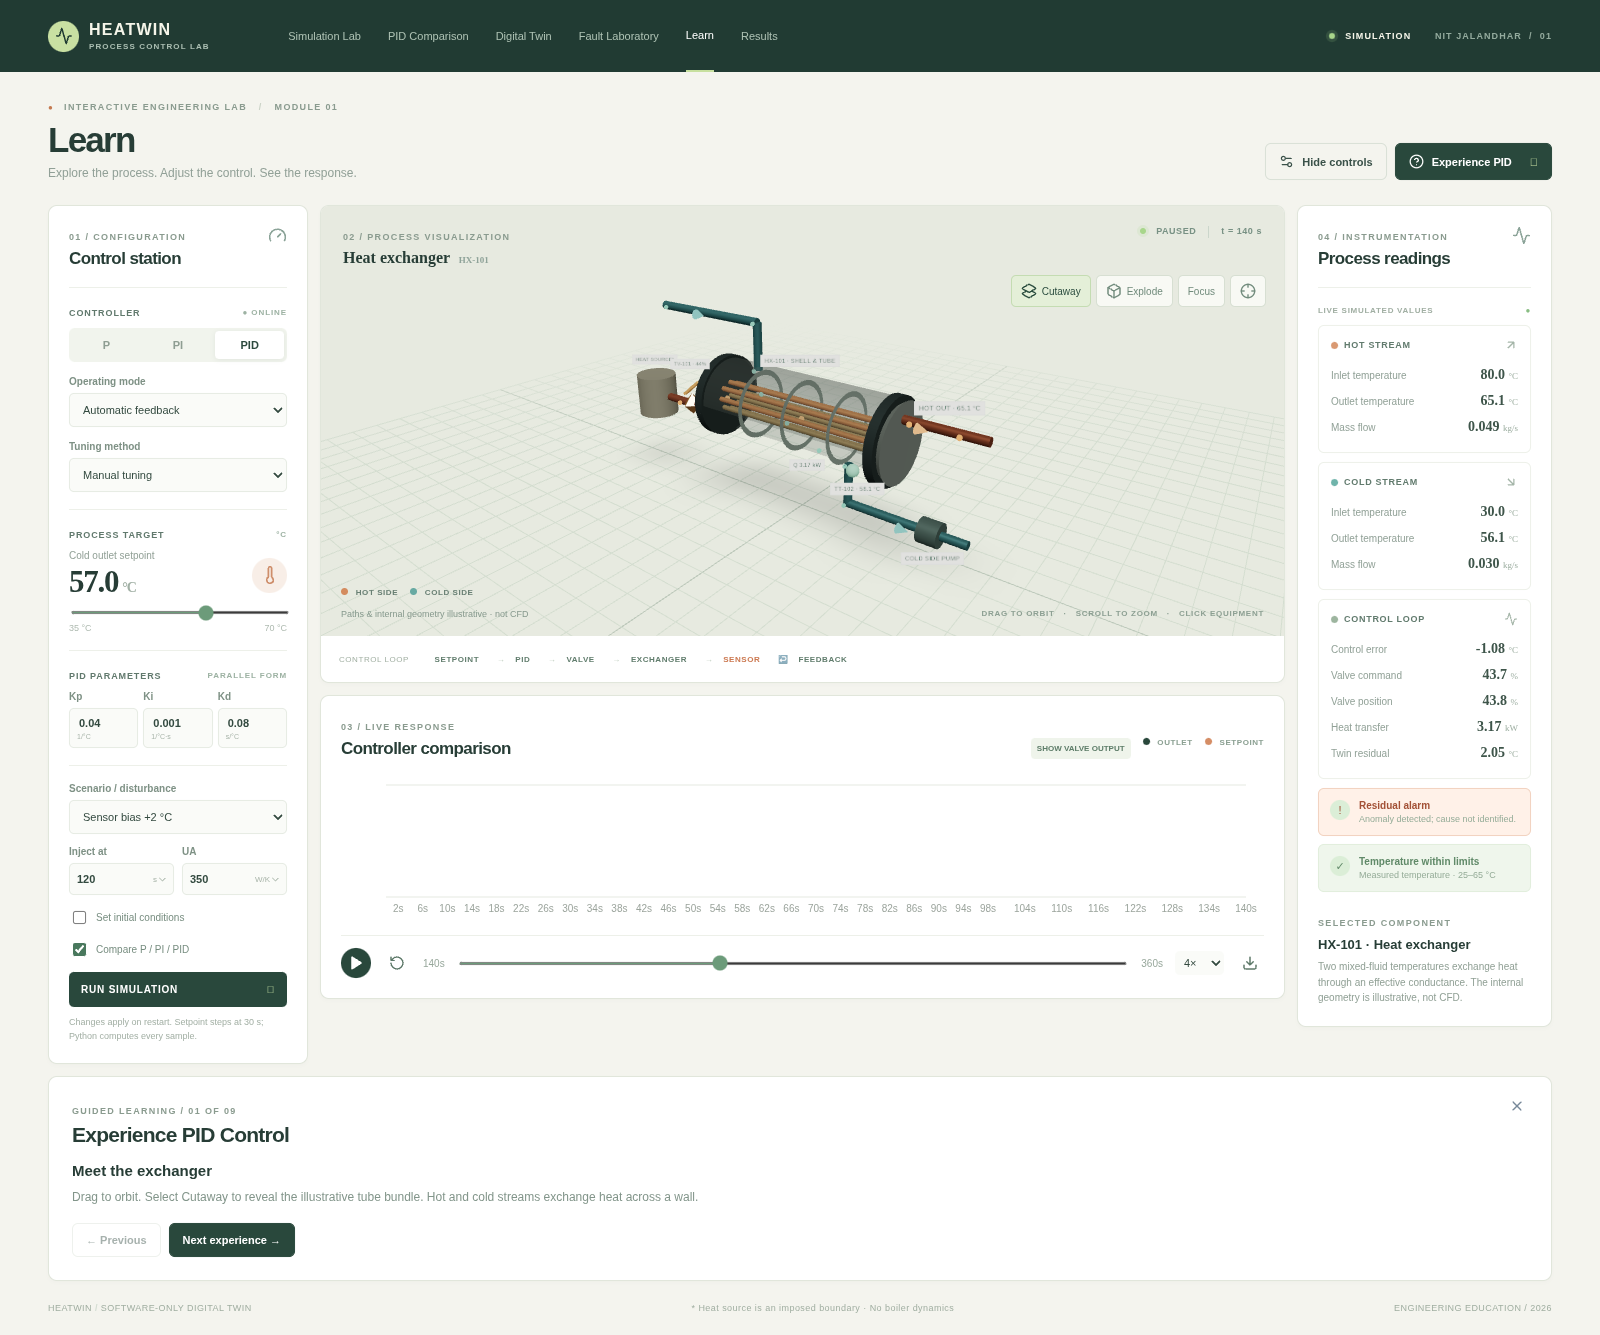 HEATWIN
PROCESS CONTROL LAB
Simulation Lab
PID Comparison
Digital Twin
Fault Laboratory
Learn
Results
SIMULATION
NIT JALANDHAR / 01
INTERACTIVE ENGINEERING LAB / MODULE 01
Learn
Explore the process. Adjust the control. See the response.
Hide controls
Experience PID
01 / CONFIGURATION
Control station
CONTROLLER
ONLINE
P
PI
PID
Operating mode
Automatic feedback
Tuning method
Manual tuning
PROCESS TARGET
°C
Cold outlet setpoint
57.0 °C
35 °C
70 °C
PID PARAMETERS
PARALLEL FORM
Kp
Ki
Kd
0.04
1/°C
0.001
1/°C·s
0.08
s/°C
Scenario / disturbance
Sensor bias +2 °C
Inject at
UA
120
s
350
W/K
Set initial conditions
Compare P / PI / PID
RUN SIMULATION
Changes apply on restart. Setpoint steps at 30 s;
Python computes every sample.
02 / PROCESS VISUALIZATION
Heat exchanger HX-101
PAUSED
t = 140 s
Cutaway
Explode
Focus
HEAT SOURCE*
HX-101 · SHELL & TUBE
HOT OUT · 65.1 °C
Q 3.17 kW
TT-102 · 56.1 °C
COLD SIDE PUMP
HOT SIDE
COLD SIDE
Paths & internal geometry illustrative · not CFD
DRAG TO ORBIT · SCROLL TO ZOOM · CLICK EQUIPMENT
CONTROL LOOP
SETPOINT → PID → VALVE → EXCHANGER → SENSOR ↩ FEEDBACK
03 / LIVE RESPONSE
Controller comparison
SHOW VALVE OUTPUT
OUTLET
SETPOINT
2s 6s 10s 14s 18s 22s 26s 30s 34s 38s 42s 46s 50s 54s 58s 62s 66s 70s 74s 78s 82s 86s 90s 94s 98s 104s 110s 116s 122s 128s 134s 140s
140s
360s
4×
04 / INSTRUMENTATION
Process readings
LIVE SIMULATED VALUES
HOT STREAM
Inlet temperature 80.0 °C
Outlet temperature 65.1 °C
Mass flow 0.049 kg/s
COLD STREAM
Inlet temperature 30.0 °C
Outlet temperature 56.1 °C
Mass flow 0.030 kg/s
CONTROL LOOP
Control error -1.08 °C
Valve command 43.7 %
Valve position 43.8 %
Heat transfer 3.17 kW
Twin residual 2.05 °C
!
Residual alarm
Anomaly detected; cause not identified.
✓
Temperature within limits
Measured temperature · 25–65 °C
SELECTED COMPONENT
HX-101 · Heat exchanger
Two mixed-fluid temperatures exchange heat
through an effective conductance. The internal
geometry is illustrative, not CFD.
GUIDED LEARNING / 01 OF 09
Experience PID Control
Meet the exchanger
Drag to orbit. Select Cutaway to reveal the illustrative tube bundle. Hot and cold streams exchange heat across a wall.
← Previous
Next experience →
HEATWIN / SOFTWARE-ONLY DIGITAL TWIN
* Heat source is an imposed boundary · No boiler dynamics
ENGINEERING EDUCATION / 2026